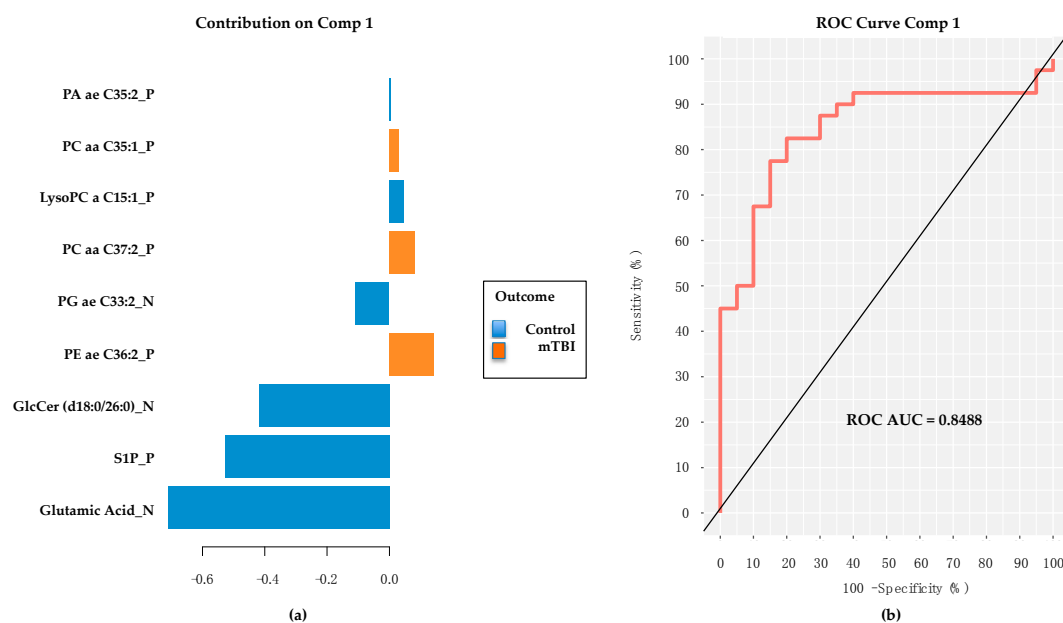 Contribution on Comp 1
PA ae C35:2_P
PC aa C35:1_P
LysoPC a C15:1_P
PC aa C37:2_P
PG ae C33:2_N
PE ae C36:2_P
GlcCer (d18:0/26:0)_N
S1P_P
Glutamic Acid_N
-0.6 -0.4 -0.2 0.0
(a)
Outcome
Control
mTBI
ROC Curve Comp 1
100
90
80
70
60
50
40
30
20
10
0
Sensitivity (%)
ROC AUC = 0.8488
0 10 20 30 40 50 60 70 80 90 100
100 -Specificity (%)
(b)